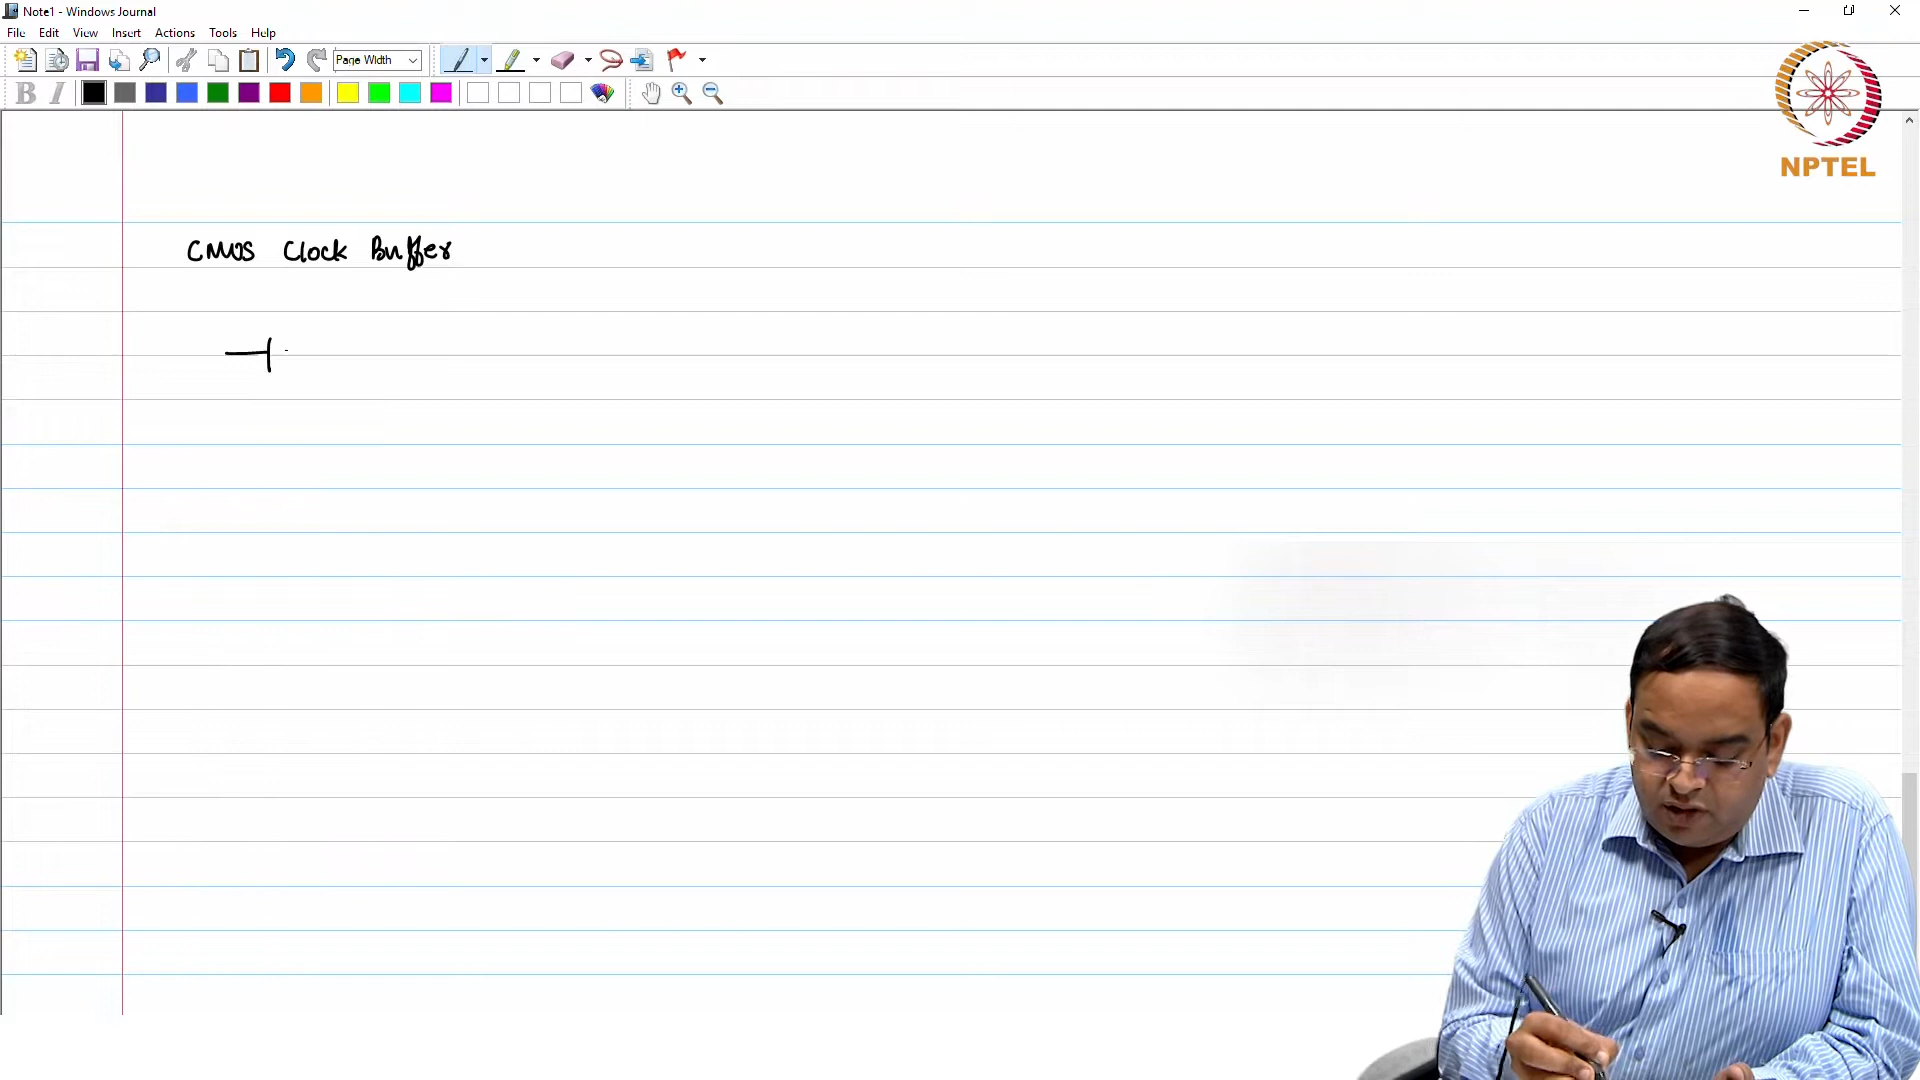 Note1 - Windows Journal
File Edit View Insert Actions Tools Help
Page Width
B I
NPTEL
CMOS Clock Buffer